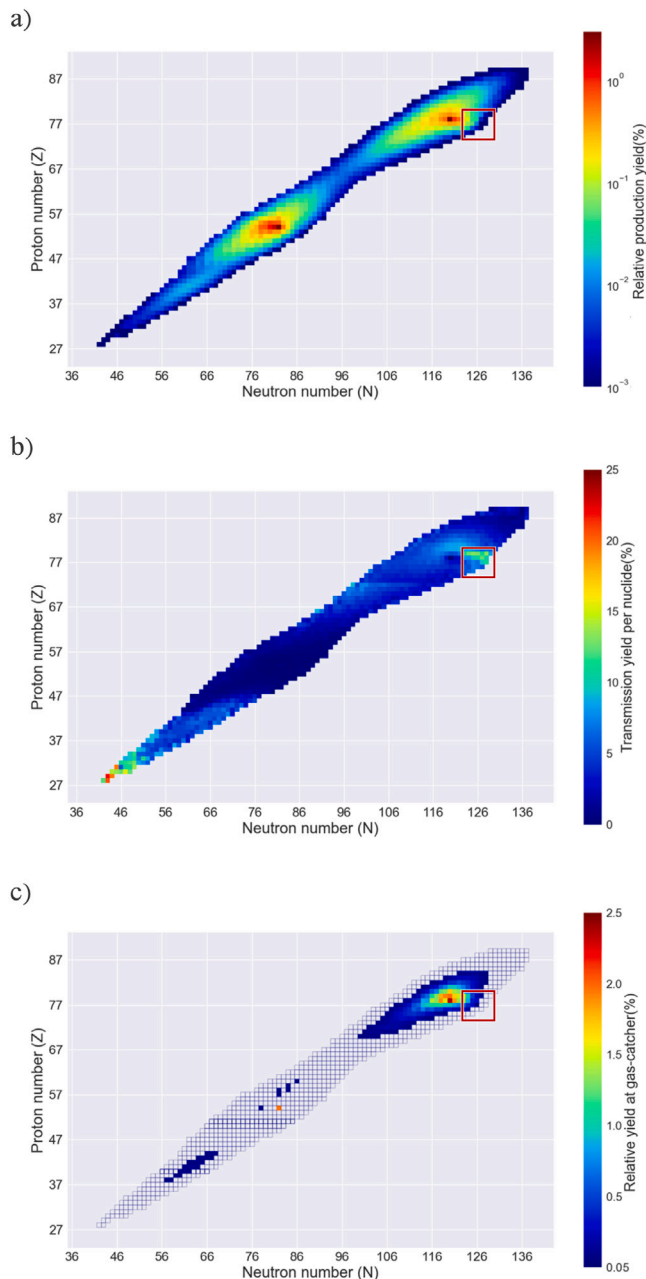 a)
87
77
67
57
47
37
27
Proton number (Z)
36 46 56 66 76 86 96 106 116 126 136
Neutron number (N)
10⁰
10⁻¹
10⁻²
10⁻³
Relative production yield(%)
b)
87
77
67
57
47
37
27
Proton number (Z)
36 46 56 66 76 86 96 106 116 126 136
Neutron number (N)
25
20
15
10
5
0
Transmission yield per nuclide(%)
c)
87
77
67
57
47
37
27
Proton number (Z)
36 46 56 66 76 86 96 106 116 126 136
Neutron number (N)
2.5
2.0
1.5
1.0
0.5
0.05
Relative yield at gas-catcher(%)